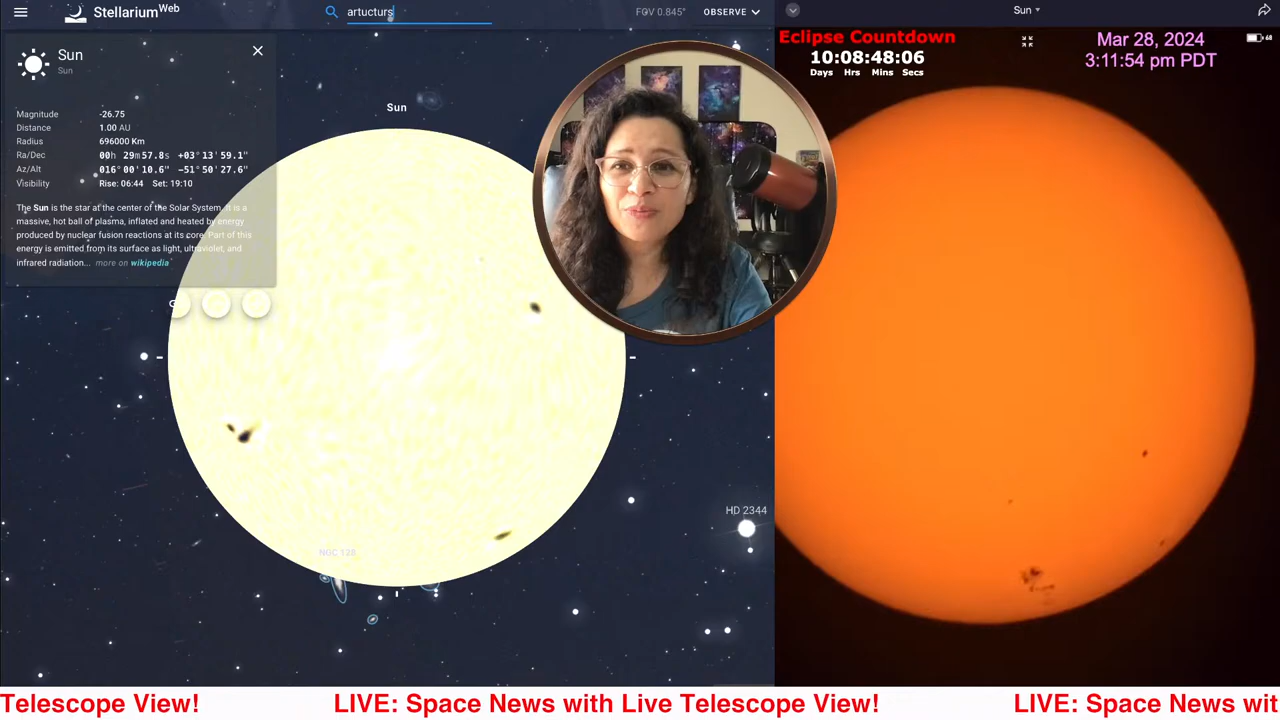 StellariumWeb
artucturs
FOV 0.845°
OBSERVE
Sun
Sun
Magnitude -26.75
Distance 1.00 AU
Radius 696000 Km
Ra/Dec 00h 29m57.8s +03°13'59.1"
Az/Alt 016°00'10.6" -51°50'27.6"
Visibility Rise: 06:44 Set: 19:10
The Sun is the star at the center of the Solar System. It is a
massive, hot ball of plasma, inflated and heated by energy
produced by nuclear fusion reactions at its core. Part of this
energy is emitted from its surface as light, ultraviolet, and
infrared radiation... more on wikipedia
Sun
NGC 128
HD 2344
Sun
Eclipse Countdown
10:08:48:06
Days Hrs Mins Secs
Mar 28, 2024
3:11:54 pm PDT
68
Telescope View! LIVE: Space News with Live Telescope View! LIVE: Space News wit